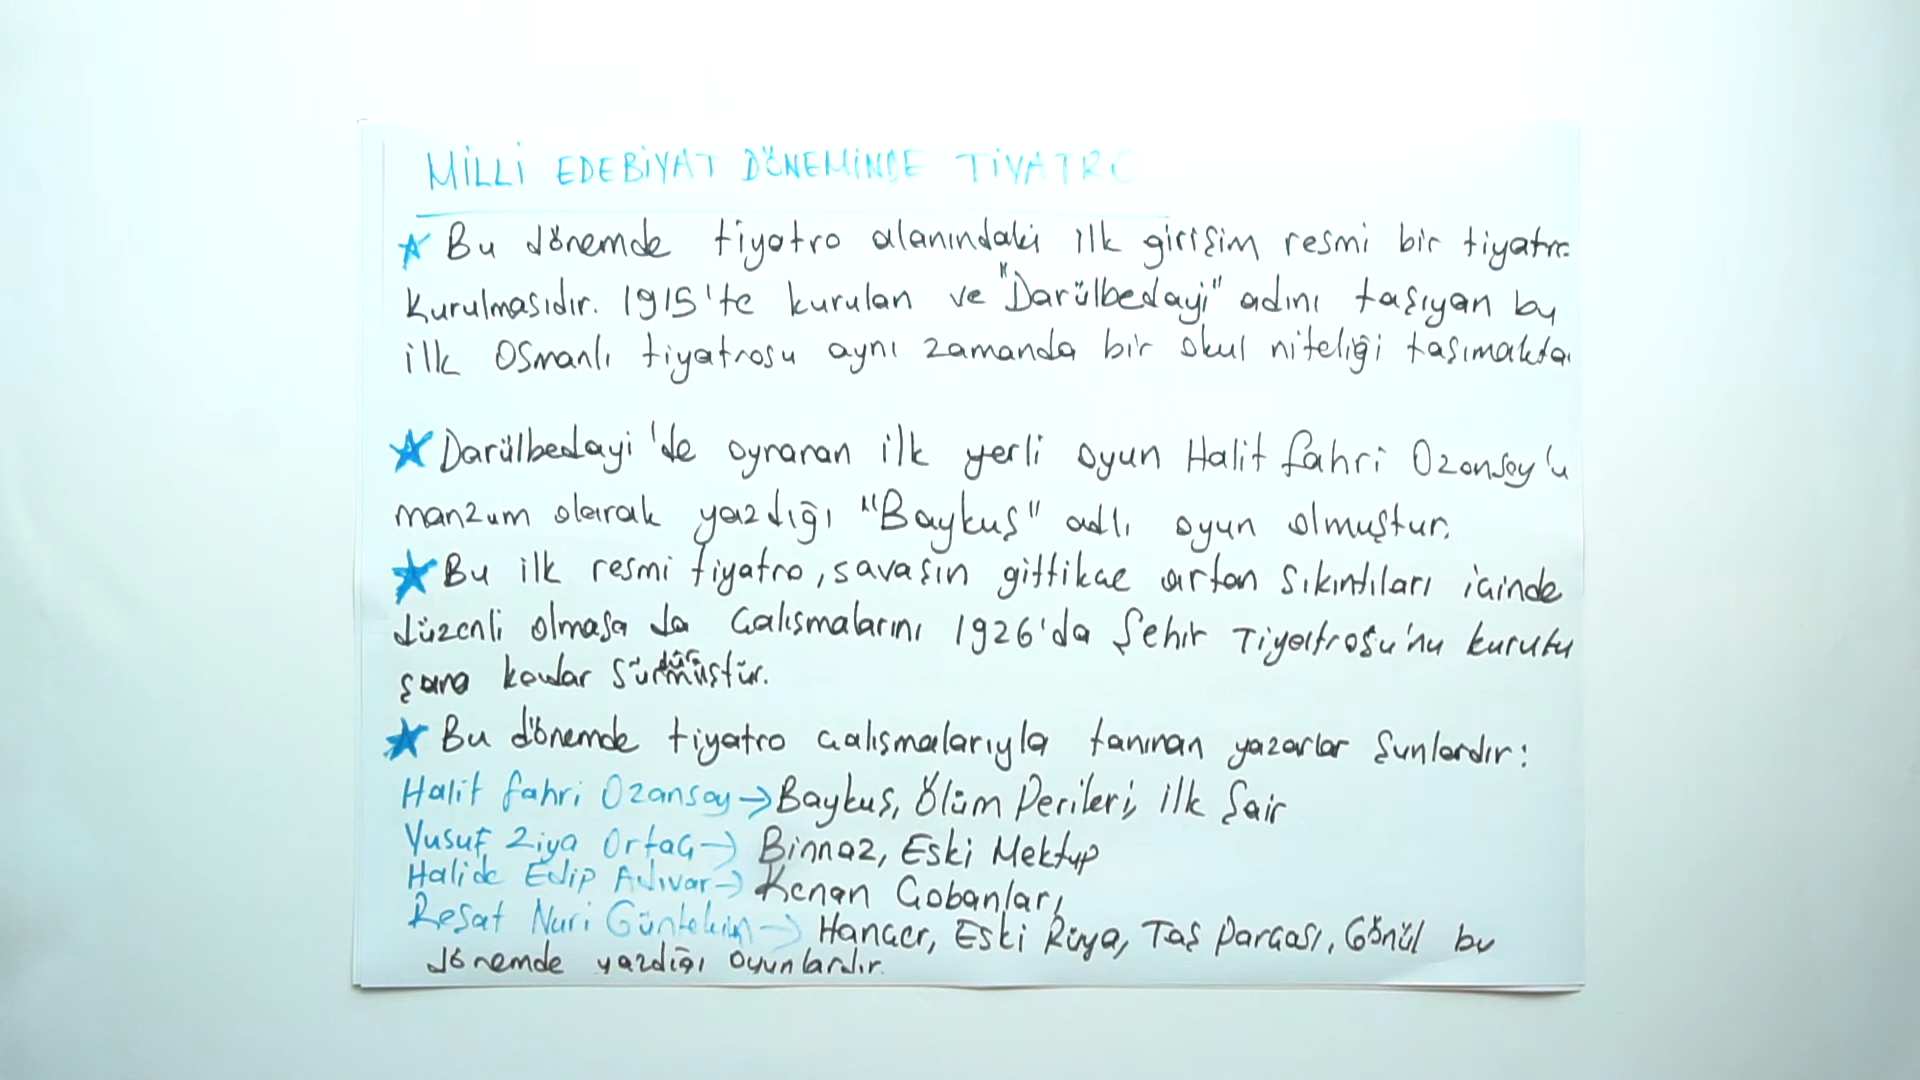 MİLLİ EDEBİYAT DÖNEMİNDE TİYATRO
Bu dönemde tiyatro alanındaki ilk girişim resmi bir tiyatro
kurulmasıdır. 1915'te kurulan ve "Darülbedayi" adını taşıyan bu
ilk Osmanlı tiyatrosu aynı zamanda bir okul niteliği taşımakta
Darülbedayi'de oynanan ilk yerli oyun Halit Fahri Ozansoy'u
manzum olarak yazdığı "Baykuş" adlı oyun olmuştur.
Bu ilk resmi tiyatro, savaşın gittikçe artan sıkıntıları içinde
düzenli olmasa da çalışmalarını 1926'da Şehir Tiyatrosu'nu kurulu
şuna kadar sürdürmüştür.
Bu dönemde tiyatro çalışmalarıyla tanınan yazarlar şunlardır:
Halit Fahri Ozansoy → Baykuş, Ölüm Perileri, İlk Şair
Yusuf Ziya Ortaç → Binnaz, Eski Mektup
Halide Edip Adıvar → Kenan Çobanları,
Reşat Nuri Güntekin → Hançer, Eski Rüya, Taş Parçası, Gönül bu
dönemde yazdığı oyunlardır.